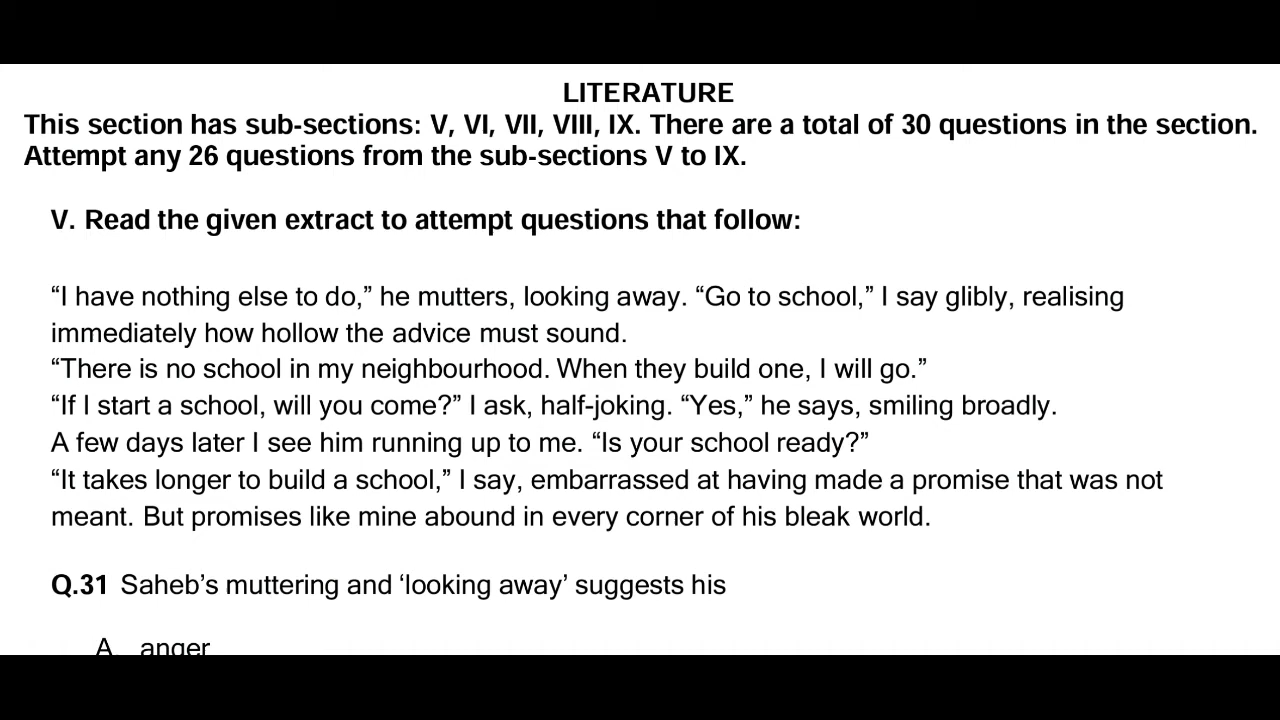 LITERATURE
This section has sub-sections: V, VI, VII, VIII, IX. There are a total of 30 questions in the section.
Attempt any 26 questions from the sub-sections V to IX.
V. Read the given extract to attempt questions that follow:
“I have nothing else to do,” he mutters, looking away. “Go to school,” I say glibly, realising
immediately how hollow the advice must sound.
“There is no school in my neighbourhood. When they build one, I will go.”
“If I start a school, will you come?” I ask, half-joking. “Yes,” he says, smiling broadly.
A few days later I see him running up to me. “Is your school ready?”
“It takes longer to build a school,” I say, embarrassed at having made a promise that was not
meant. But promises like mine abound in every corner of his bleak world.
Q.31 Saheb’s muttering and ‘looking away’ suggests his
A. anger